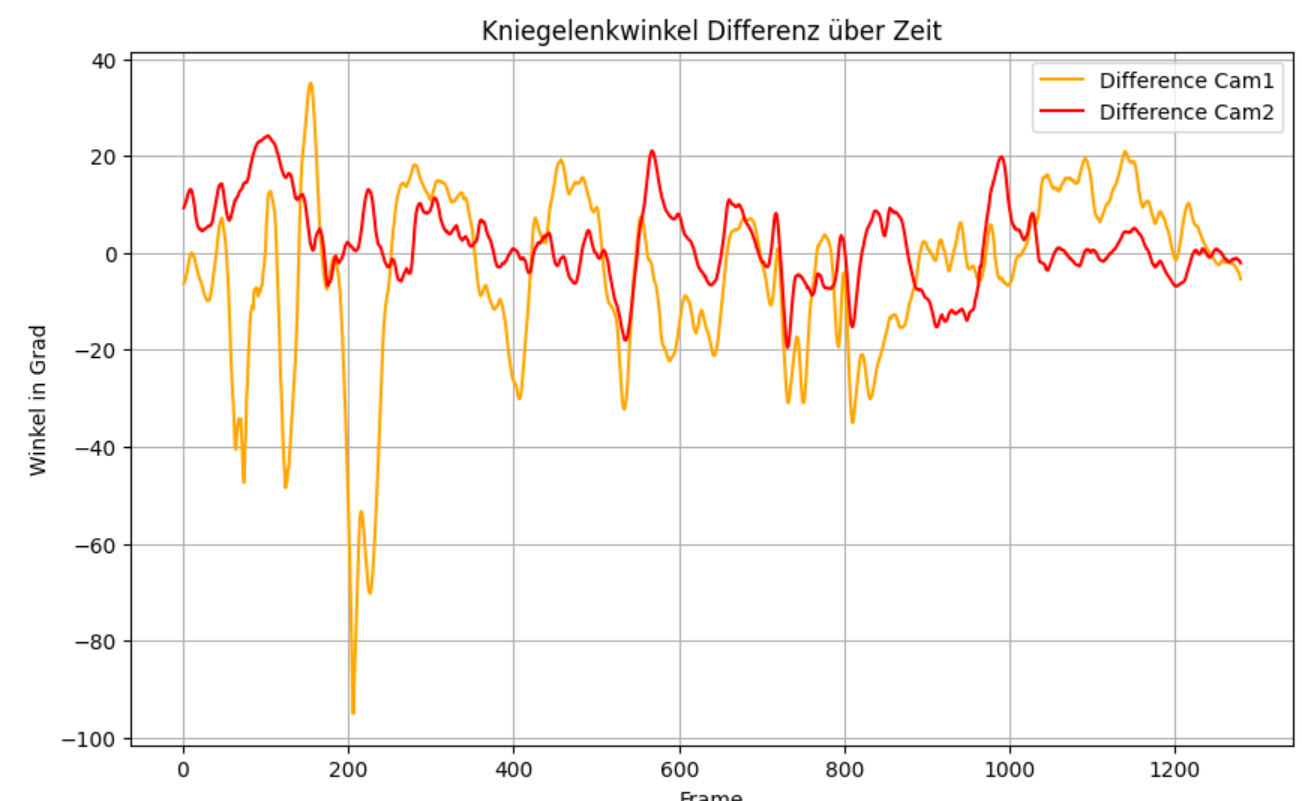 Kniegelenkwinkel Differenz über Zeit
Difference Cam1
Difference Cam2
40
20
0
−20
−40
−60
−80
−100
Winkel in Grad
0 200 400 600 800 1000 1200
Frame